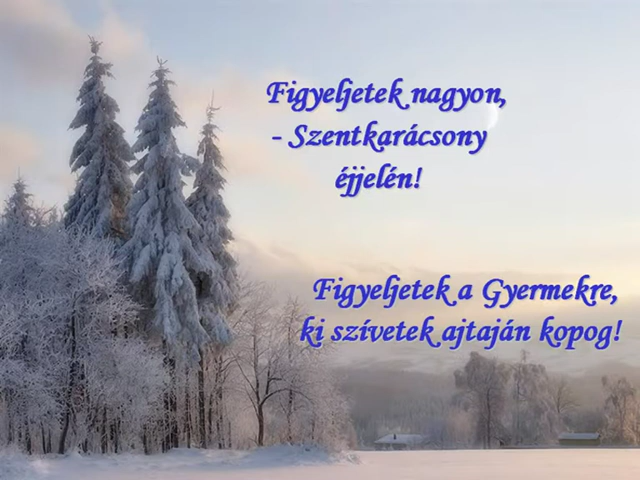 Figyeljetek nagyon,
- Szentkarácsony
éjjelén!
Figyeljetek a Gyermekre,
ki szívetek ajtaján kopog!